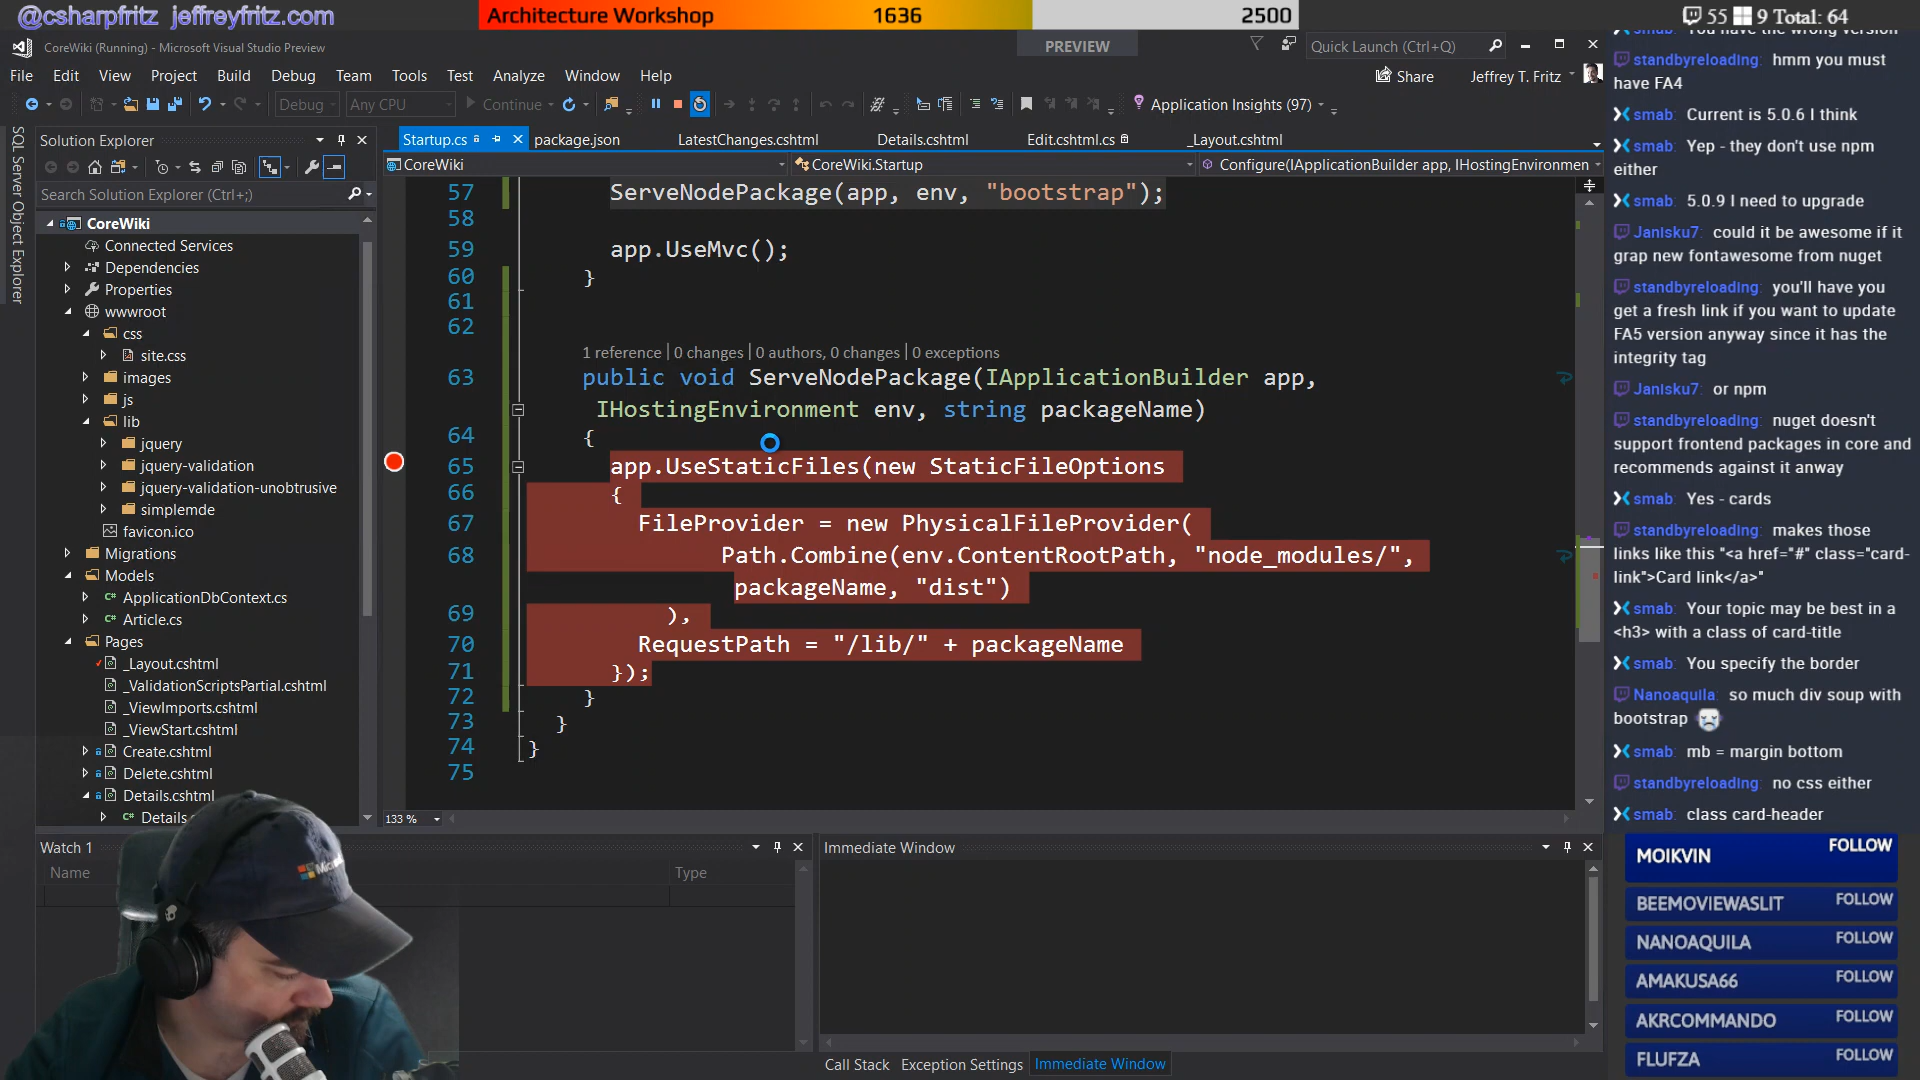 @csharpfritz jeffreyfritz.com
Architecture Workshop 1636 2500
55 9 Total: 64
CoreWiki (Running) - Microsoft Visual Studio Preview
PREVIEW
Quick Launch (Ctrl+Q)
File Edit View Project Build Debug Team Tools Test Analyze Window Help
Share
Jeffrey T. Fritz
Debug
Any CPU
Continue
Application Insights (97)
SQL Server Object Explorer
Solution Explorer
Search Solution Explorer (Ctrl+;)
CoreWiki
Connected Services
Dependencies
Properties
wwwroot
css
site.css
images
js
lib
jquery
jquery-validation
jquery-validation-unobtrusive
simplemde
favicon.ico
Migrations
Models
ApplicationDbContext.cs
Article.cs
Pages
_Layout.cshtml
_ValidationScriptsPartial.cshtml
_ViewImports.cshtml
_ViewStart.cshtml
Create.cshtml
Delete.cshtml
Details.cshtml
Startup.cs
package.json
LatestChanges.cshtml
Details.cshtml
Edit.cshtml.cs
_Layout.cshtml
CoreWiki
CoreWiki.Startup
Configure(IApplicationBuilder app, IHostingEnvironmen
57 ServeNodePackage(app, env, "bootstrap");
58
59 app.UseMvc();
60 }
61
62
1 reference | 0 changes | 0 authors, 0 changes | 0 exceptions
63 public void ServeNodePackage(IApplicationBuilder app,
IHostingEnvironment env, string packageName)
64 {
65 app.UseStaticFiles(new StaticFileOptions
66 {
67 FileProvider = new PhysicalFileProvider(
68 Path.Combine(env.ContentRootPath, "node_modules/",
packageName, "dist")
69 ),
70 RequestPath = "/lib/" + packageName
71 });
72 }
73 }
74 }
75
133 %
Watch 1
Name
Type
Immediate Window
Call Stack
Exception Settings
Immediate Window
standbyreloading: hmm you must
have FA4
smab: Current is 5.0.6 I think
smab: Yep - they don't use npm
either
smab: 5.0.9 I need to upgrade
Janisku7: could it be awesome if it
grap new fontawesome from nuget
standbyreloading: you'll have you
get a fresh link if you want to update
FA5 version anyway since it has the
integrity tag
Janisku7: or npm
standbyreloading: nuget doesn't
support frontend packages in core and
recommends against it anway
smab: Yes - cards
standbyreloading: makes those
links like this "<a href="#" class="card-
link">Card link</a>"
smab: Your topic may be best in a
<h3> with a class of card-title
smab: You specify the border
Nanoaquila: so much div soup with
bootstrap
smab: mb = margin bottom
standbyreloading: no css either
smab: class card-header
MOIKVIN FOLLOW
BEEMOVIEWASLIT FOLLOW
NANOAQUILA FOLLOW
AMAKUSA66 FOLLOW
AKRCOMMANDO FOLLOW
FLUFZA FOLLOW